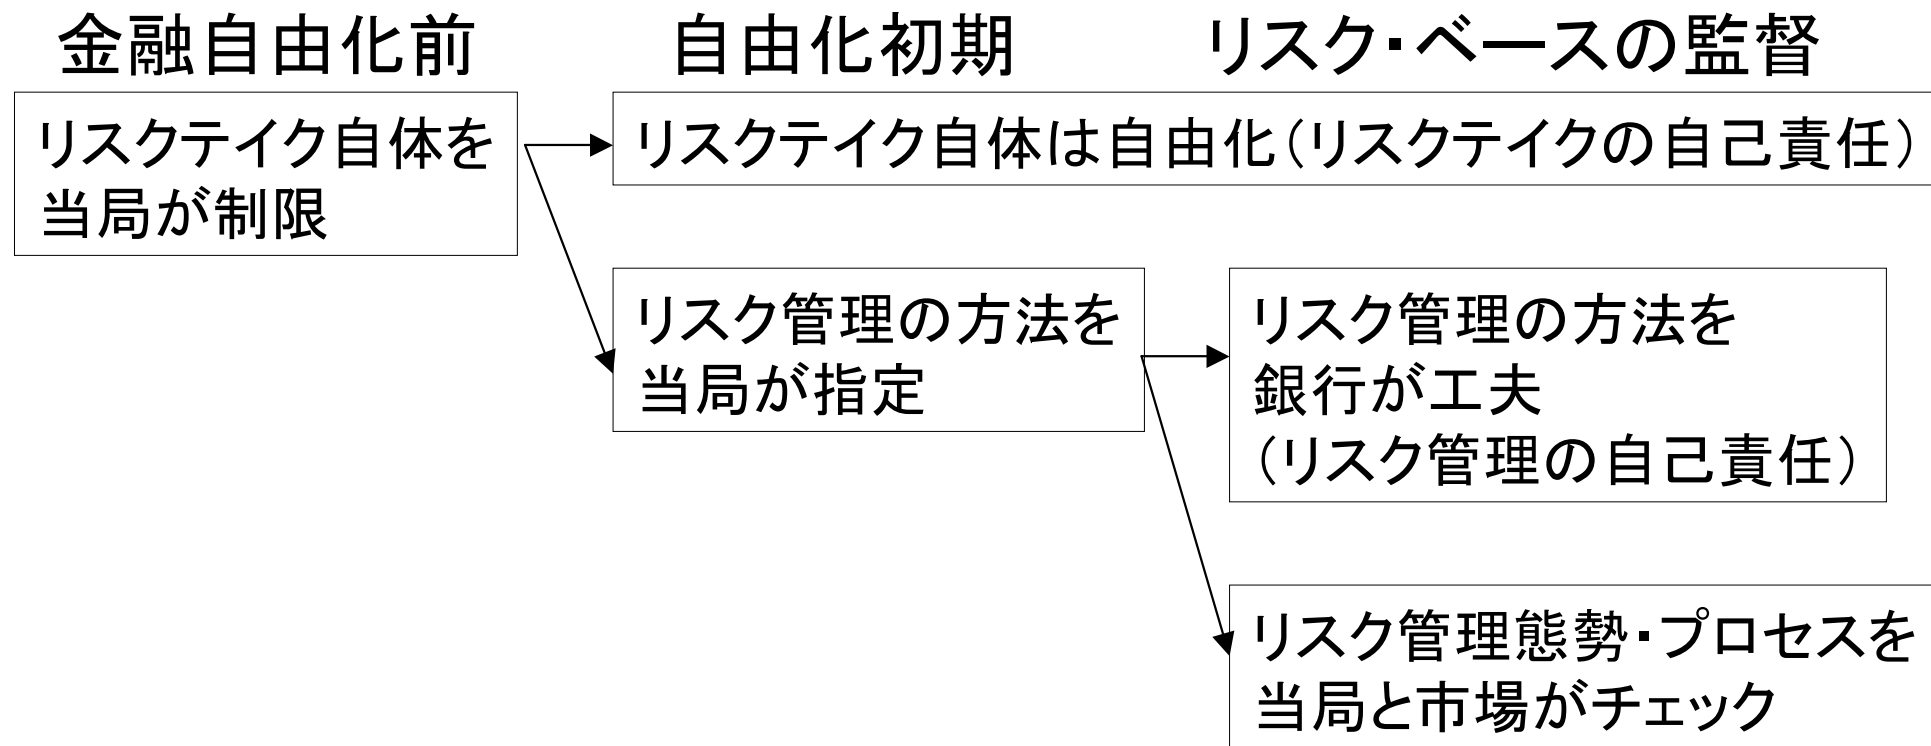 金融自由化前
自由化初期
リスク・ベースの監督
リスクテイク自体を
当局が制限
リスクテイク自体は自由化(リスクテイクの自己責任)
リスク管理の方法を
当局が指定
リスク管理の方法を
銀行が工夫
(リスク管理の自己責任)
リスク管理態勢・プロセスを
当局と市場がチェック